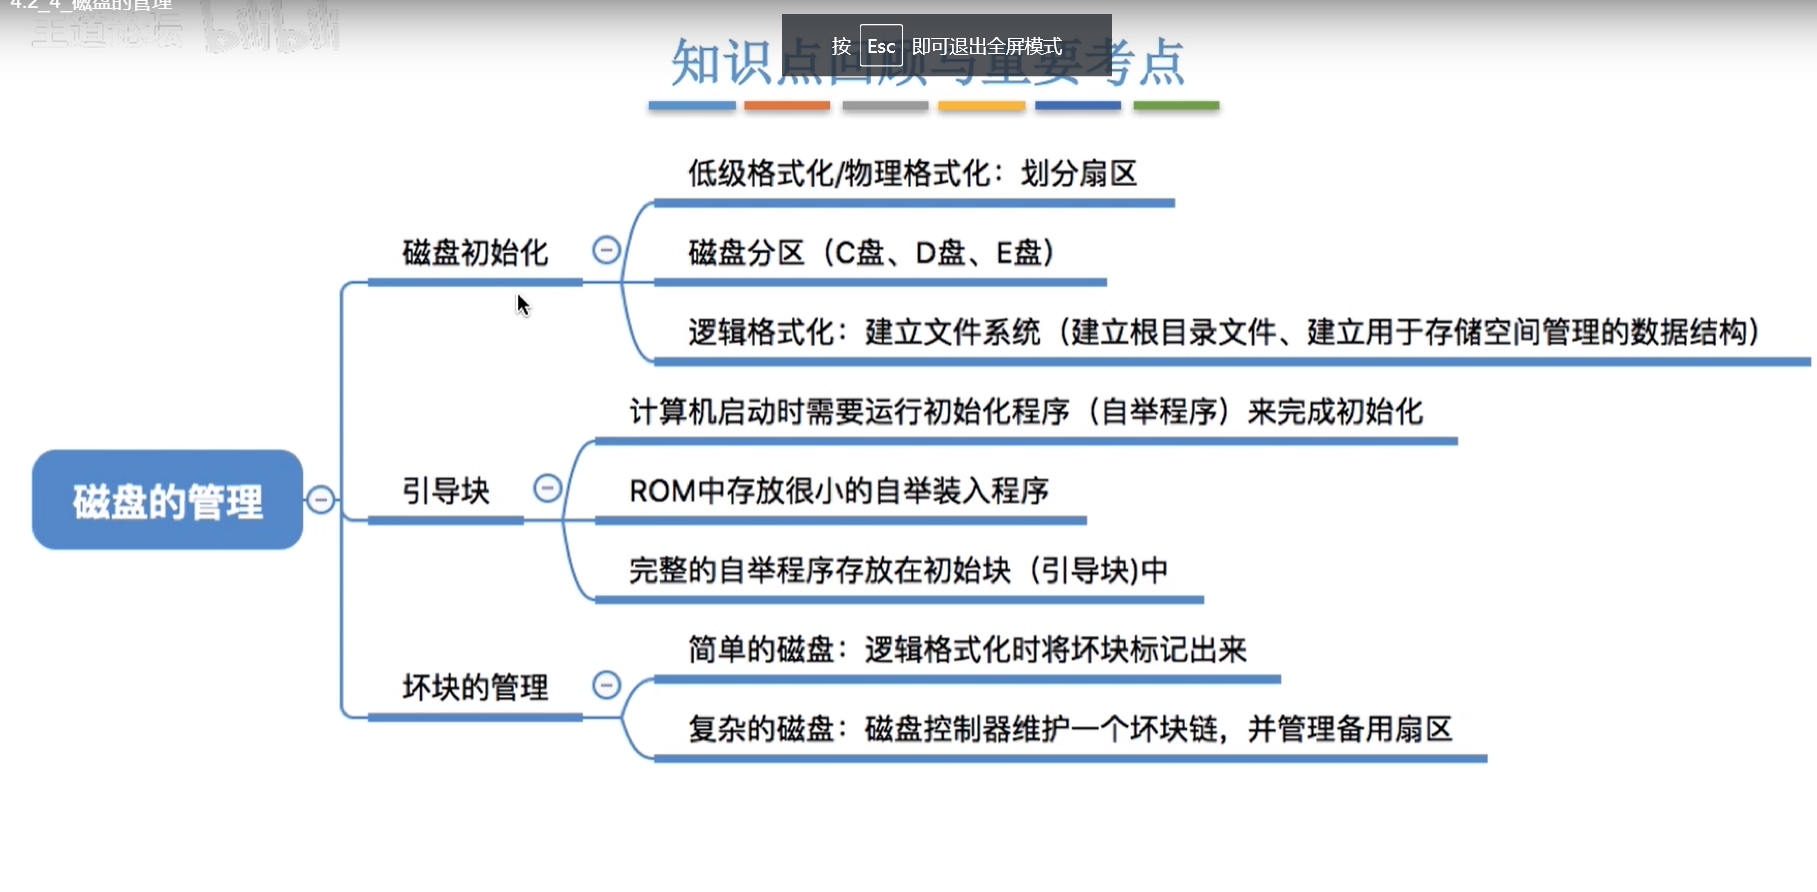 4.2_4_磁盘的管理
王道论坛 bilibili
按 Esc 即可退出全屏模式
知识点回顾与重要考点
低级格式化/物理格式化：划分扇区
磁盘初始化
磁盘分区（C盘、D盘、E盘）
逻辑格式化：建立文件系统（建立根目录文件、建立用于存储空间管理的数据结构）
计算机启动时需要运行初始化程序（自举程序）来完成初始化
磁盘的管理
引导块
ROM中存放很小的自举装入程序
完整的自举程序存放在初始块（引导块)中
简单的磁盘：逻辑格式化时将坏块标记出来
坏块的管理
复杂的磁盘：磁盘控制器维护一个坏块链，并管理备用扇区